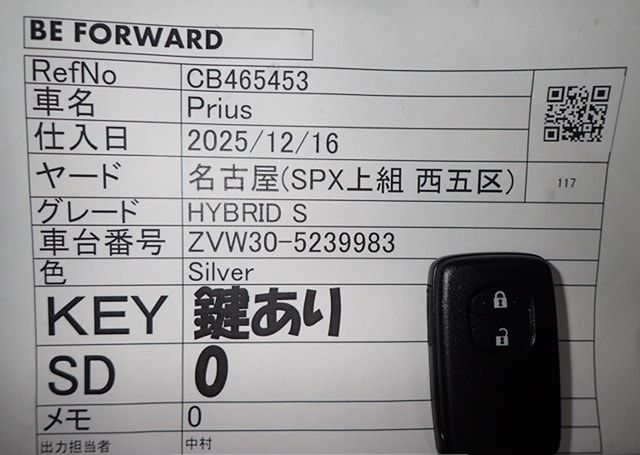 BE FORWARD
RefNo CB465453
車名 Prius
仕入日 2025/12/16
ヤード 名古屋(SPX上組 西五区) 117
グレード HYBRID S
車台番号 ZVW30-5239983
色 Silver
KEY 鍵あり
SD 0
メモ 0
出力担当者 中村